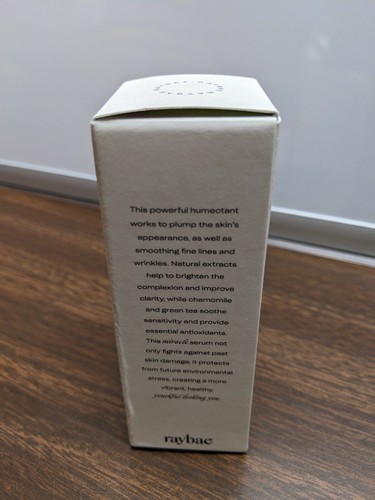 This powerful humectant
works to plump the skin's
appearance, as well as
smoothing fine lines and
wrinkles. Natural extracts
help to brighten the
complexion and improve
clarity, while chamomile
and green tea soothe
sensitivity and provide
essential antioxidants.
This miracle serum not
only fights against past
skin damage, it protects
from future environmental
stress, creating a more
vibrant, healthy,
youthful looking you.
raybae